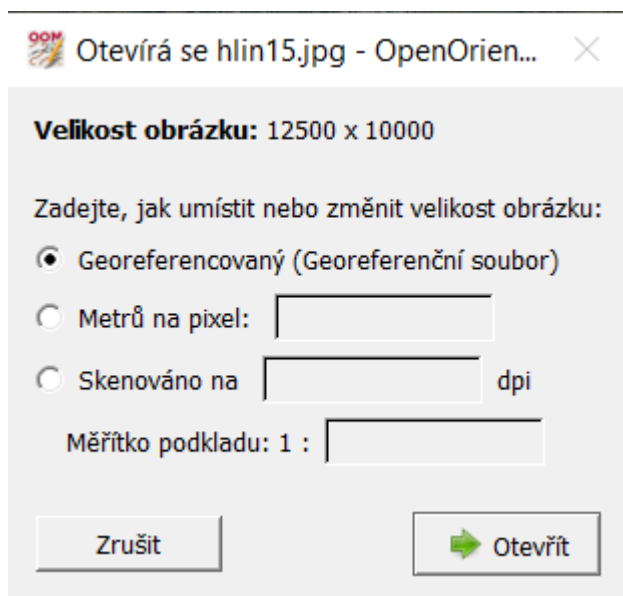 OOM
Otevírá se hlin15.jpg - OpenOrien...
Velikost obrázku: 12500 x 10000
Zadejte, jak umístit nebo změnit velikost obrázku:
Georeferencovaný (Georeferenční soubor)
Metrů na pixel:
Skenováno na dpi
Měřítko podkladu: 1 :
Zrušit Otevřít